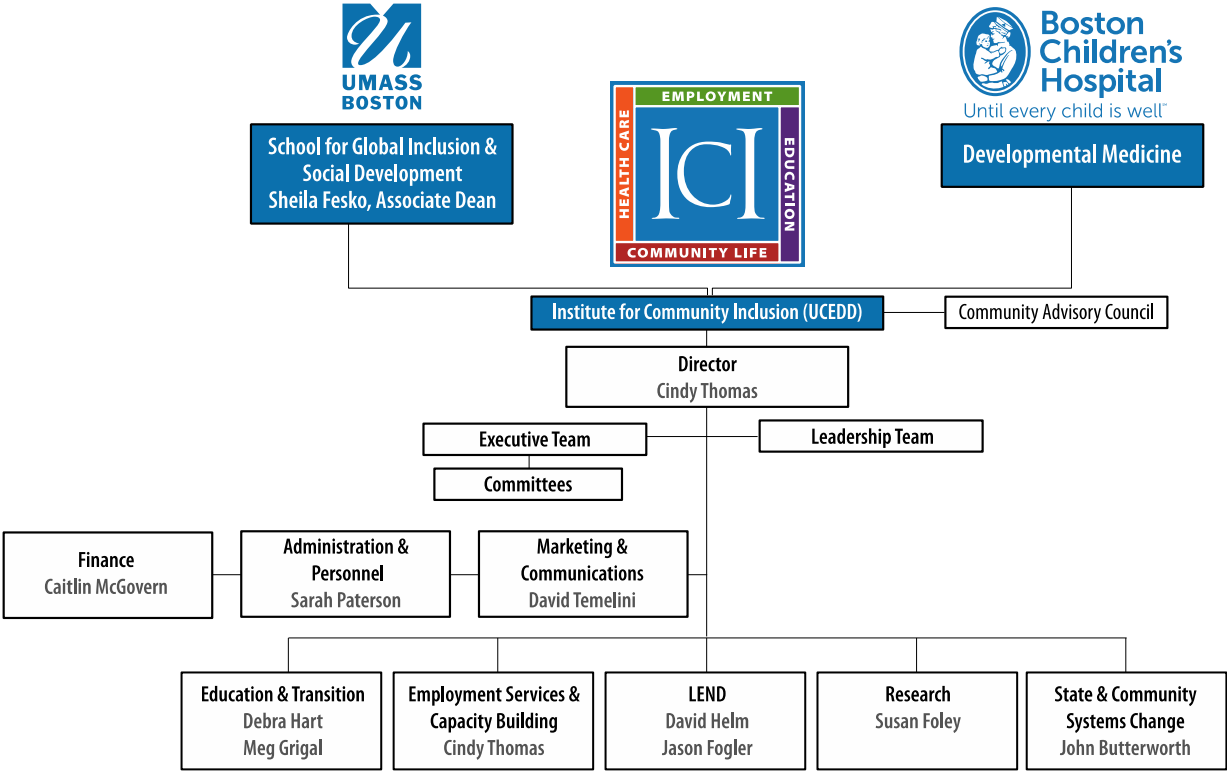 UMASS
BOSTON
Boston
Children's
Hospital
Until every child is well™
EMPLOYMENT
HEALTH CARE
ICI
EDUCATION
COMMUNITY LIFE
School for Global Inclusion &
Social Development
Sheila Fesko, Associate Dean
Developmental Medicine
Institute for Community Inclusion (UCEDD)
Community Advisory Council
Director
Cindy Thomas
Executive Team
Leadership Team
Committees
Finance
Caitlin McGovern
Administration &
Personnel
Sarah Paterson
Marketing &
Communications
David Temelini
Education & Transition
Debra Hart
Meg Grigal
Employment Services &
Capacity Building
Cindy Thomas
LEND
David Helm
Jason Fogler
Research
Susan Foley
State & Community
Systems Change
John Butterworth